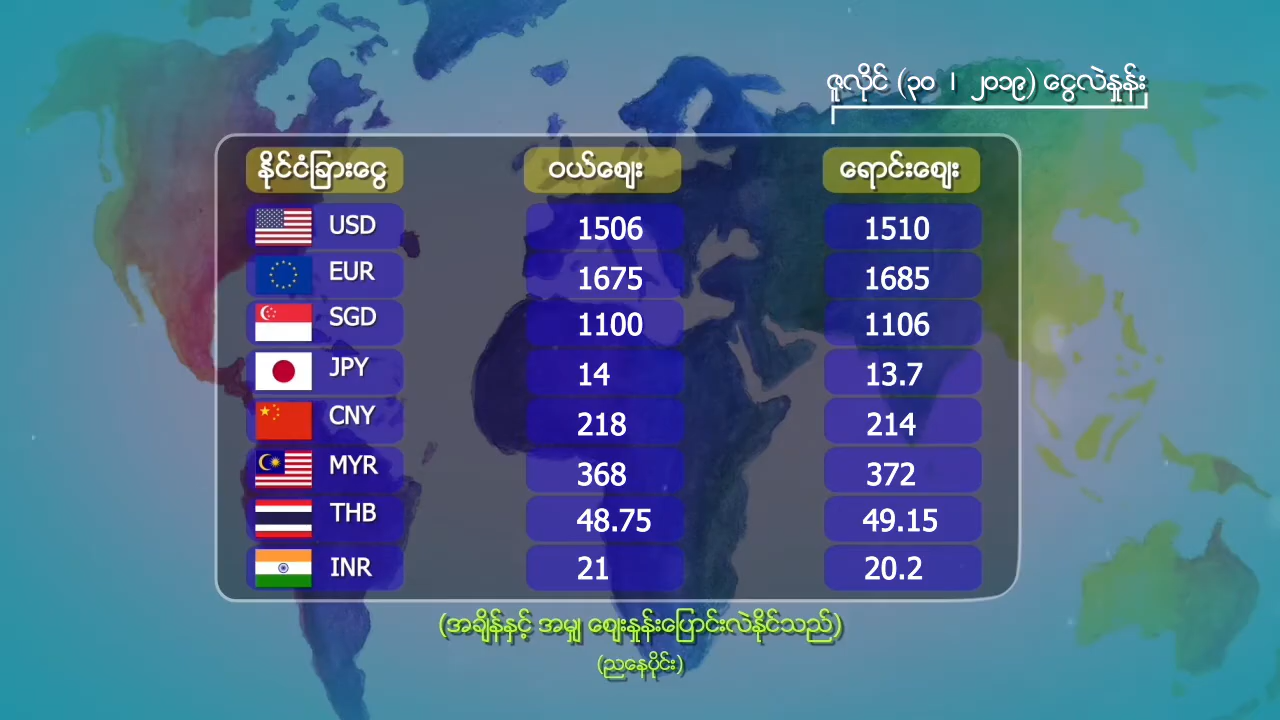 ဇူလိုင် (၃၀ ၊ ၂၀၁၉) ငွေလဲနှုန်း
နိုင်ငံခြားငွေ ဝယ်ဈေး ရောင်းဈေး
USD 1506 1510
EUR 1675 1685
SGD 1100 1106
JPY 14 13.7
CNY 218 214
MYR 368 372
THB 48.75 49.15
INR 21 20.2
(အချိန်နှင့် အမျှ ဈေးနှုန်းပြောင်းလဲနိုင်သည်)
(ညနေပိုင်း)